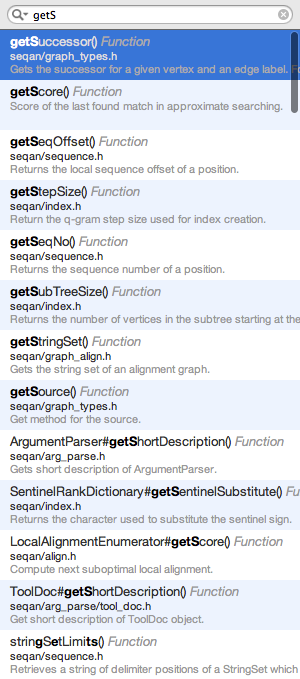 getS
getSuccessor() Function
seqan/graph_types.h
Gets the successor for a given vertex and an edge label. Fo
getScore() Function
Score of the last found match in approximate searching.
getSeqOffset() Function
seqan/sequence.h
Returns the local sequence offset of a position.
getStepSize() Function
seqan/index.h
Return the q-gram step size used for index creation.
getSeqNo() Function
seqan/sequence.h
Returns the sequence number of a position.
getSubTreeSize() Function
seqan/index.h
Returns the number of vertices in the subtree starting at the
getStringSet() Function
seqan/graph_align.h
Gets the string set of an alignment graph.
getSource() Function
seqan/graph_types.h
Get method for the source.
ArgumentParser#getShortDescription() Function
seqan/arg_parse.h
Gets short description of ArgumentParser.
SentinelRankDictionary#getSentinelSubstitute() Fu
seqan/index.h
Returns the character used to substitute the sentinel sign.
LocalAlignmentEnumerator#getScore() Function
seqan/align.h
Compute next suboptimal local alignment.
ToolDoc#getShortDescription() Function
seqan/arg_parse/tool_doc.h
Get short description of ToolDoc object.
stringSetLimits() Function
seqan/sequence.h
Retrieves a string of delimiter positions of a StringSet which